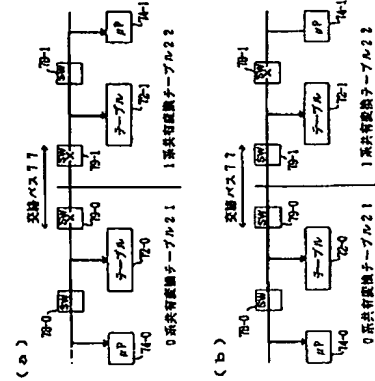 (a)
交絡バス77
78-0
SW
79-0
SW
79-1
SW
78-1
SW
μP
74-0
テーブル
72-0
テーブル
72-1
μP
74-1
0系共有変換テーブル21
1系共有変換テーブル22
(b)
交絡バス77
78-0
SW
79-0
SW
79-1
SW
78-1
SW
μP
74-0
テーブル
72-0
テーブル
72-1
μP
74-1
0系共有変換テーブル21
1系共有変換テーブル22